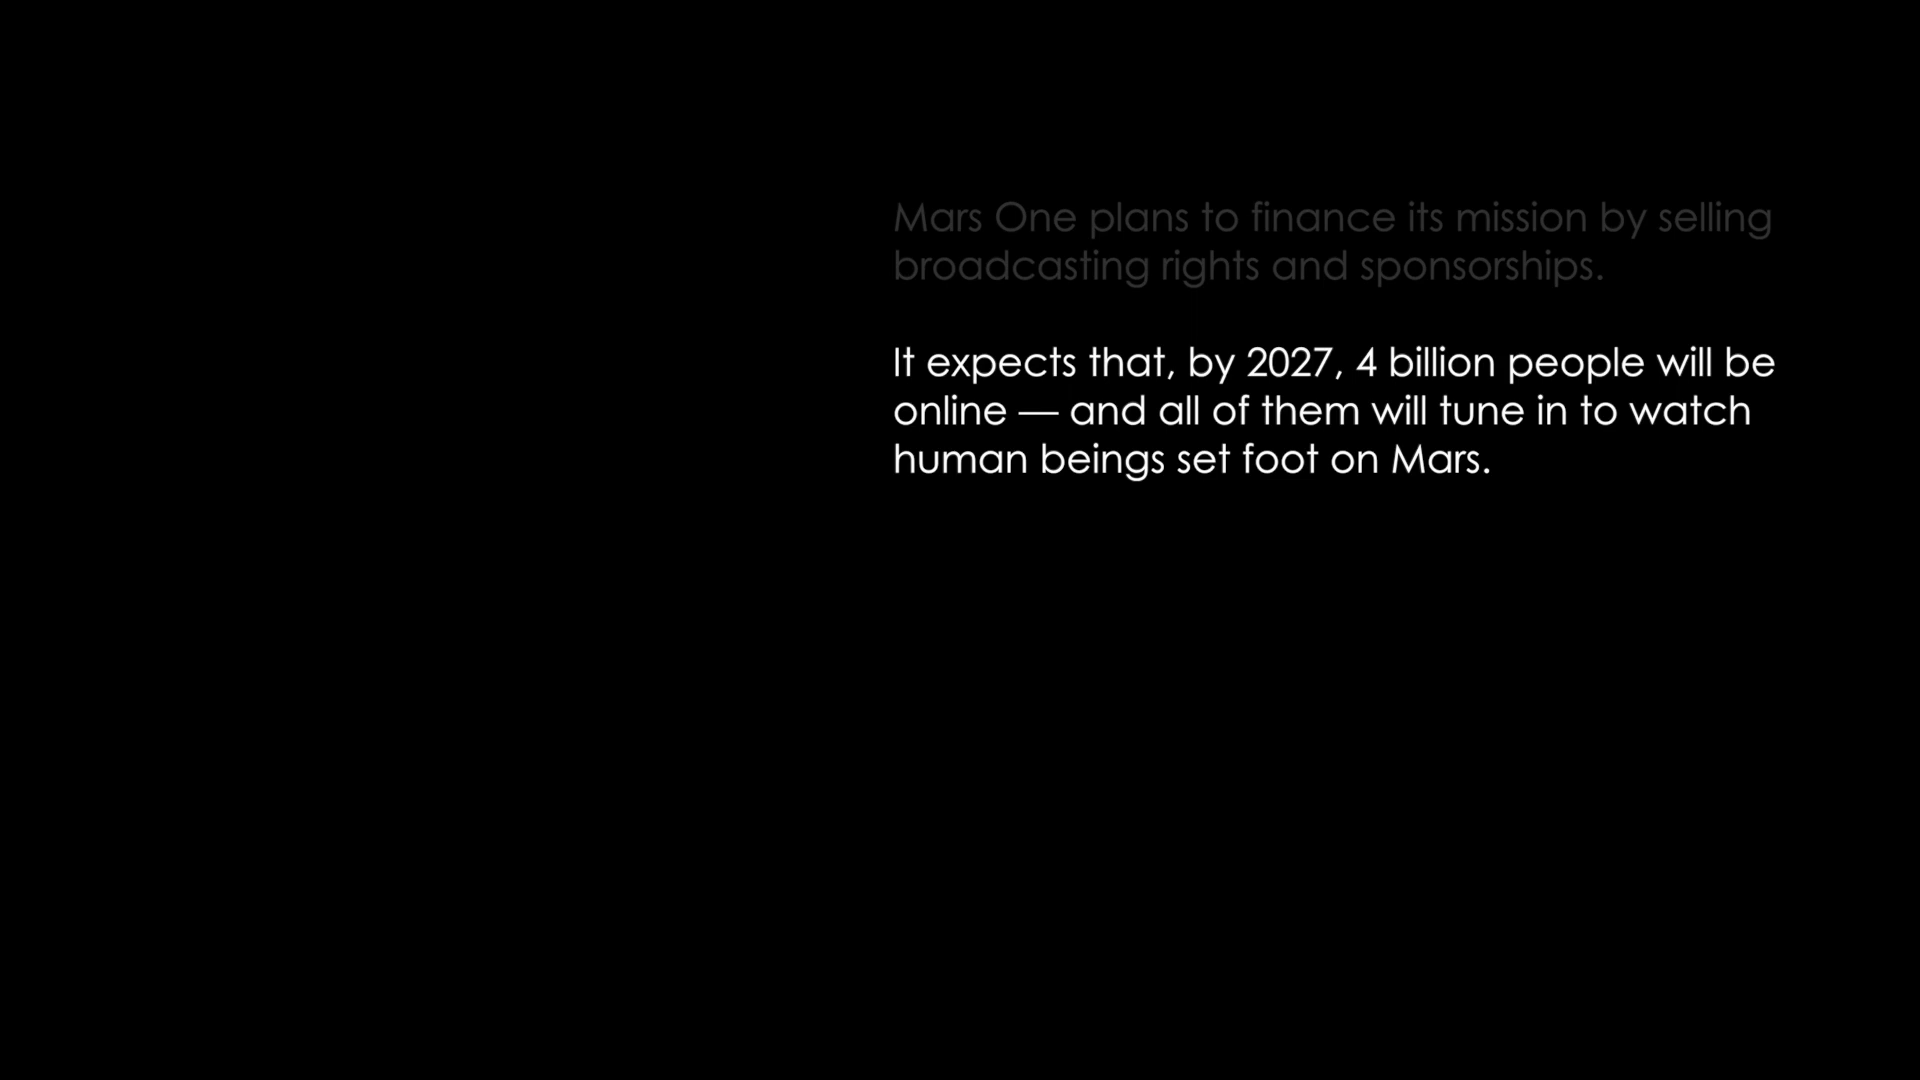 Mars One plans to finance its mission by selling
broadcasting rights and sponsorships.
It expects that, by 2027, 4 billion people will be
online — and all of them will tune in to watch
human beings set foot on Mars.